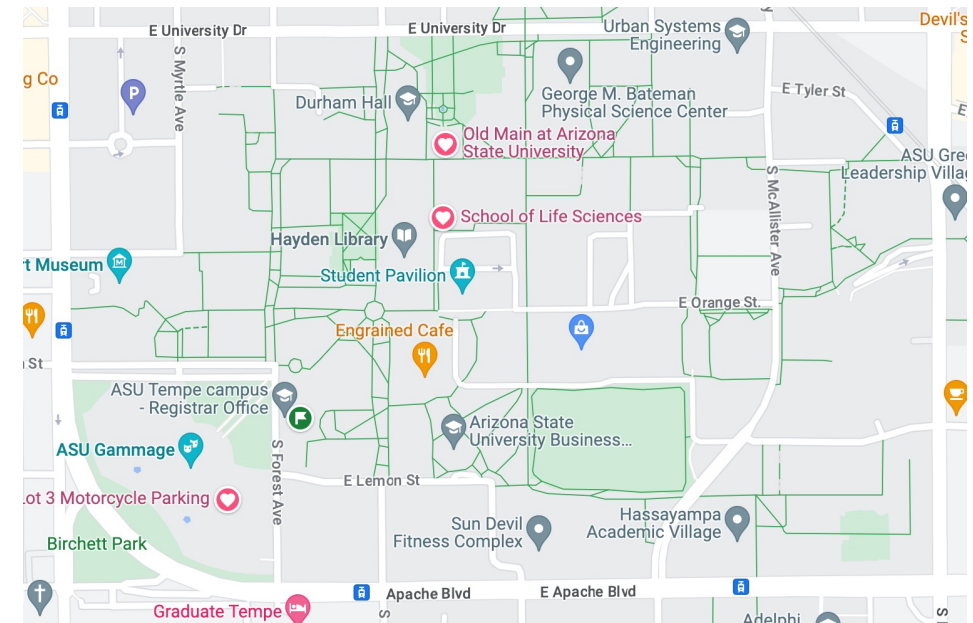 E University Dr
E University Dr
Urban Systems
Engineering
Devil's
S
S Myrtle Ave
g Co
P
Durham Hall
George M. Bateman
Physical Science Center
E Tyler St
E
Old Main at Arizona
State University
ASU Gre
Leadership Villag
S McAllister Ave
School of Life Sciences
Hayden Library
t Museum
Student Pavilion
E Orange St.
Engrained Cafe
St
ASU Tempe campus
- Registrar Office
Arizona State
University Business...
ASU Gammage
S Forest Ave
E Lemon St
Lot 3 Motorcycle Parking
Sun Devil
Fitness Complex
Hassayampa
Academic Village
Birchett Park
Apache Blvd
E Apache Blvd
Graduate Tempe
S
Adelphi
S